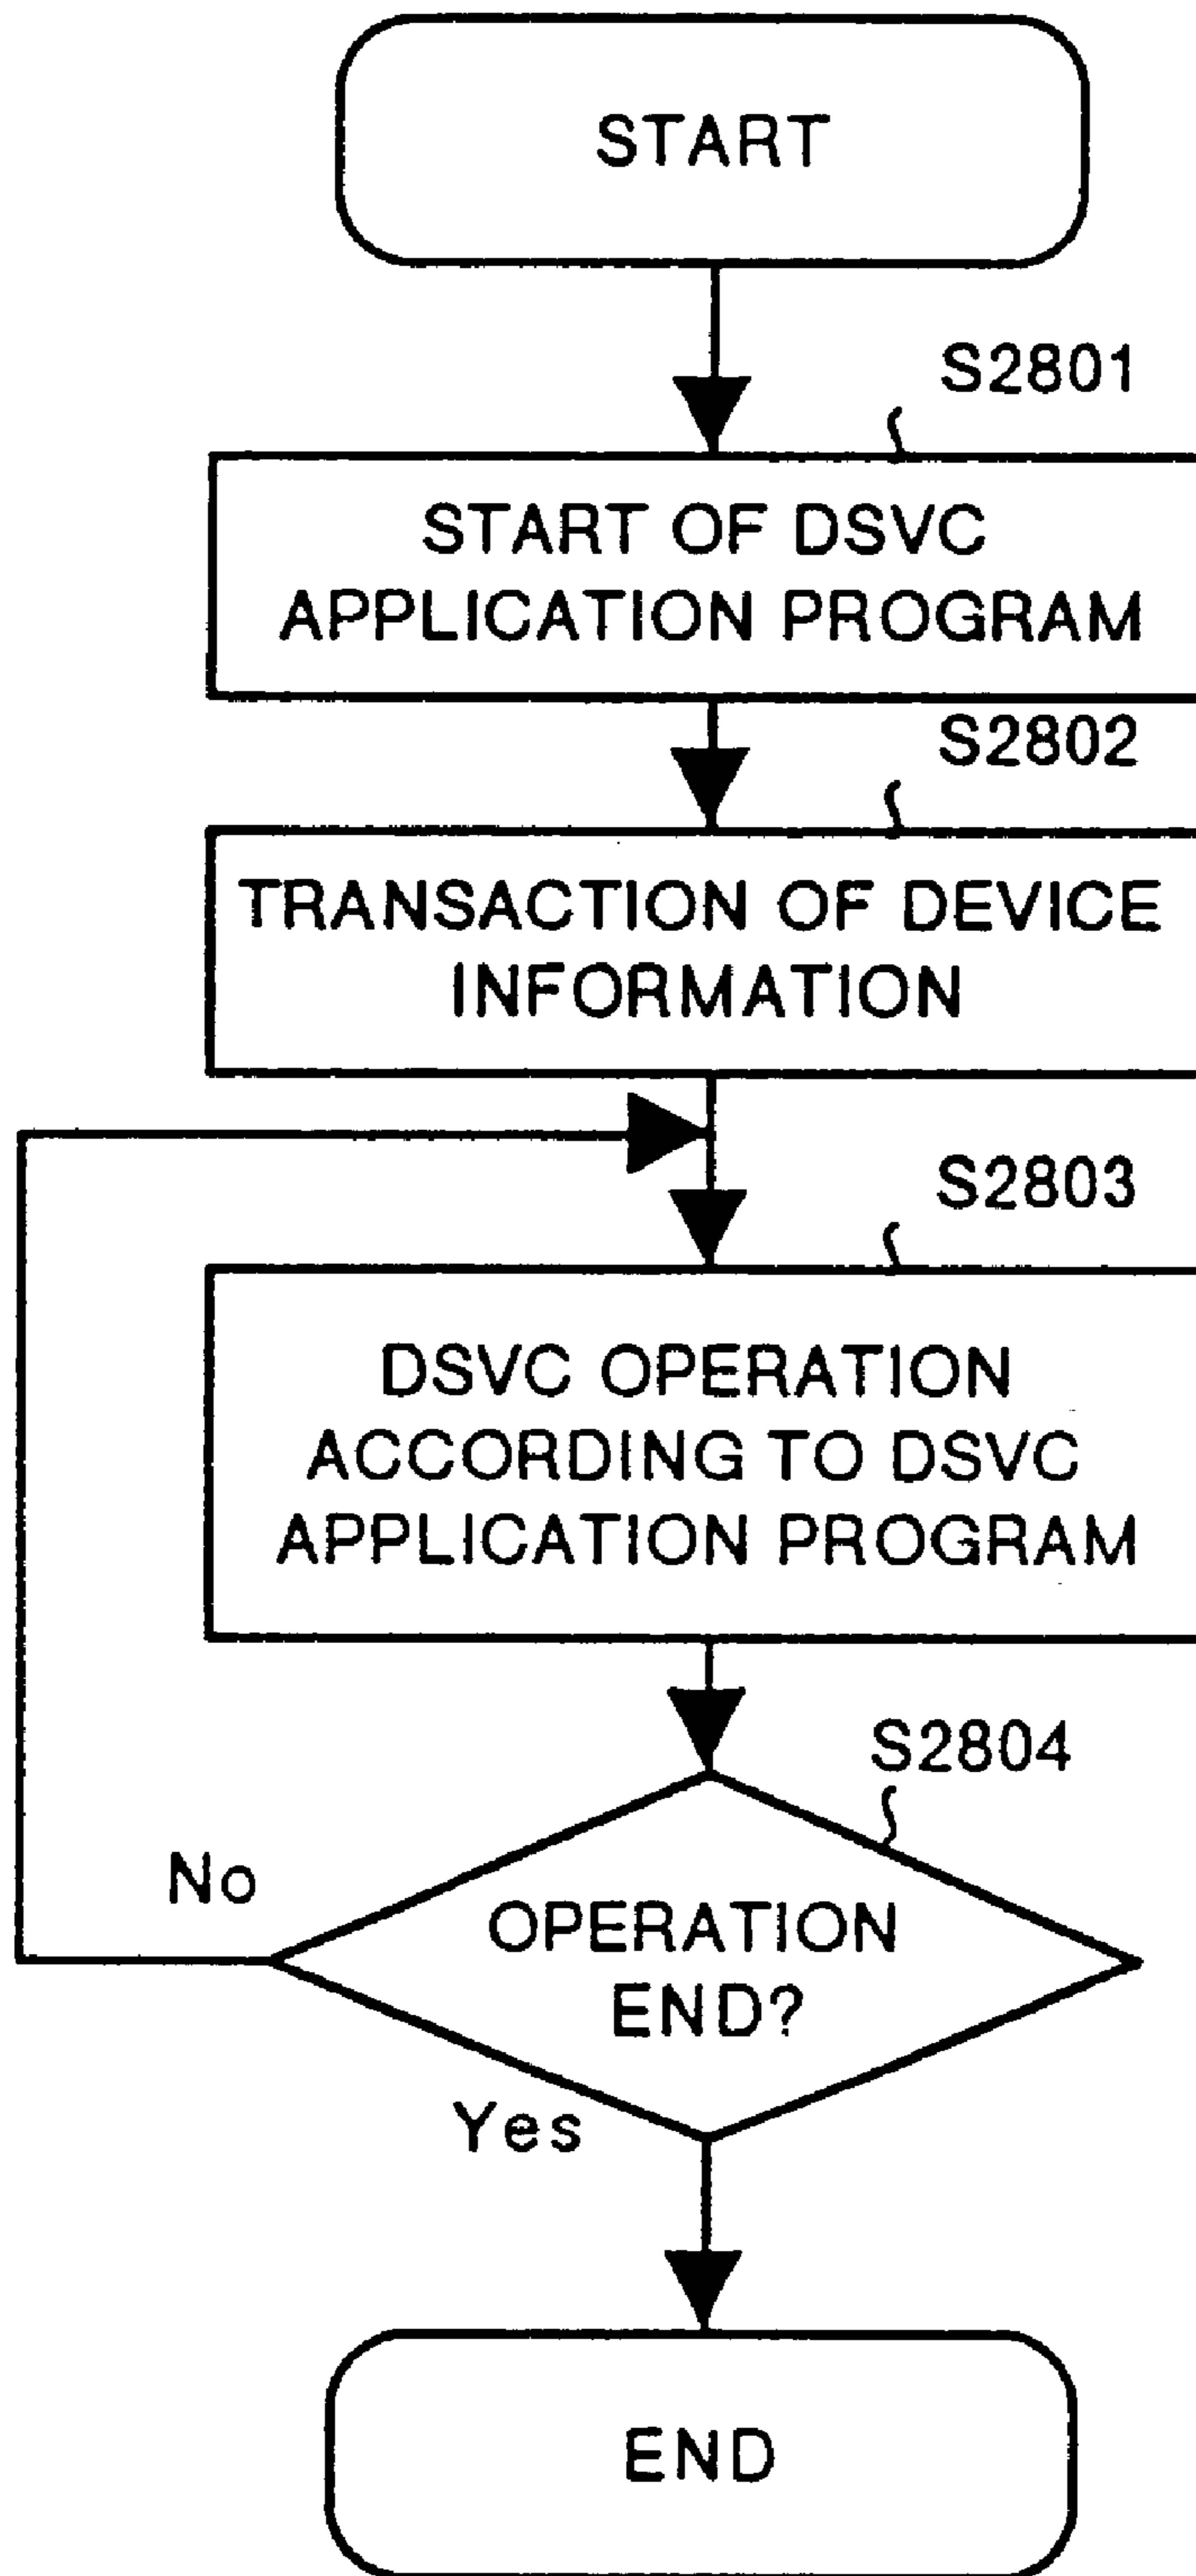 START
S2801
START OF DSVC
APPLICATION PROGRAM
S2802
TRANSACTION OF DEVICE
INFORMATION
S2803
DSVC OPERATION
ACCORDING TO DSVC
APPLICATION PROGRAM
S2804
No
OPERATION
END?
Yes
END